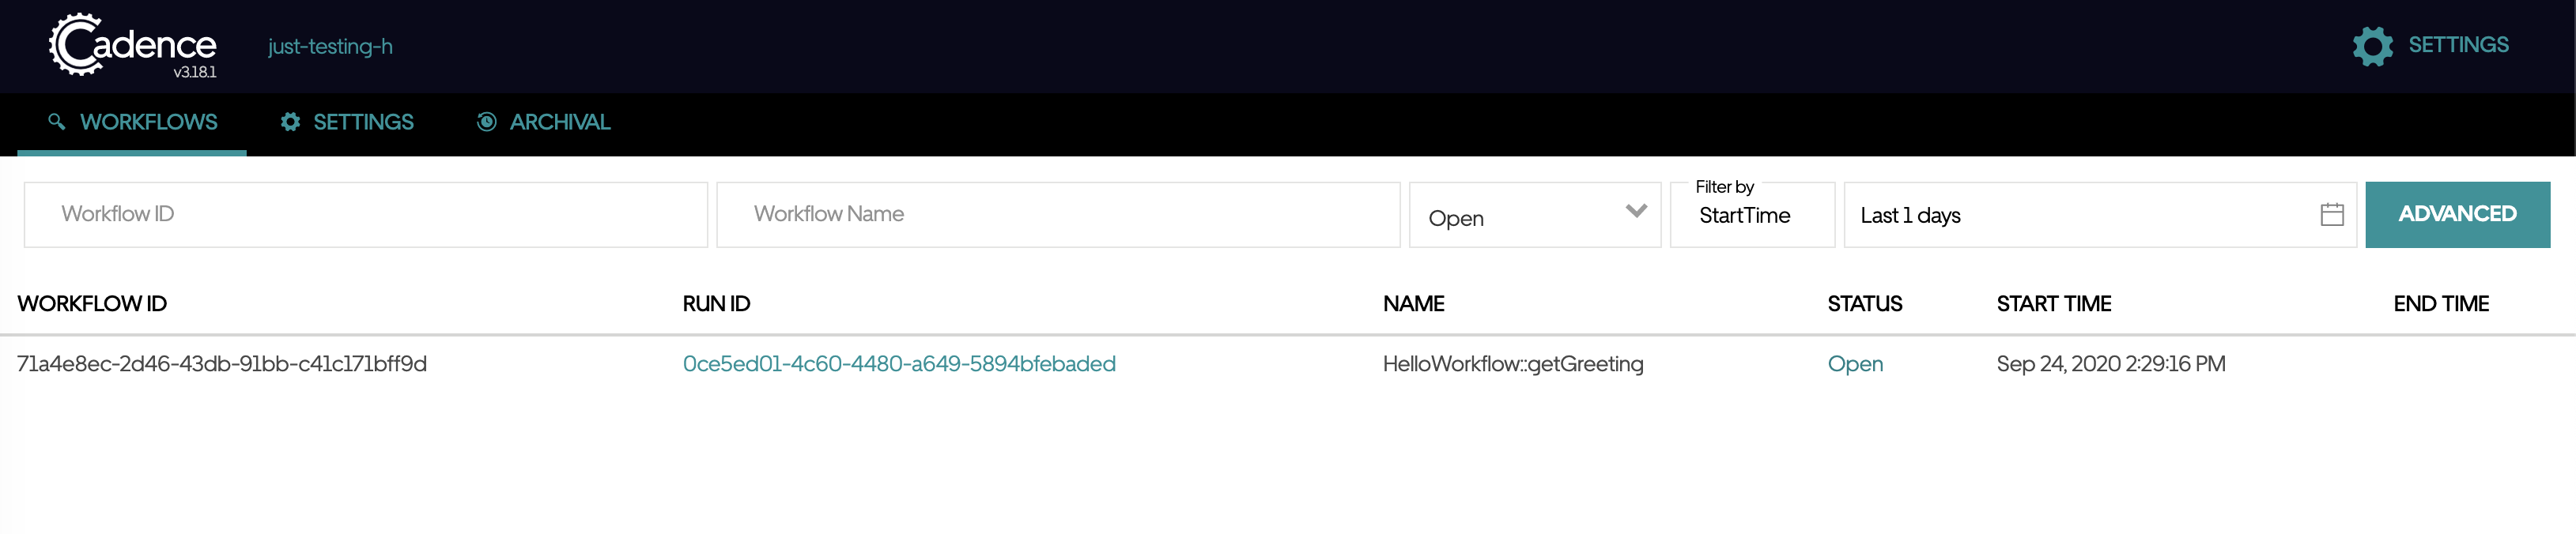 Cadence
v3.18.1
just-testing-h
SETTINGS
WORKFLOWS SETTINGS ARCHIVAL
Workflow ID Workflow Name Open Filter by StartTime Last 1 days ADVANCED
WORKFLOW ID RUN ID NAME STATUS START TIME END TIME
71a4e8ec-2d46-43db-91bb-c41c171bff9d 0ce5ed01-4c60-4480-a649-5894bfebaded HelloWorkflow::getGreeting Open Sep 24, 2020 2:29:16 PM